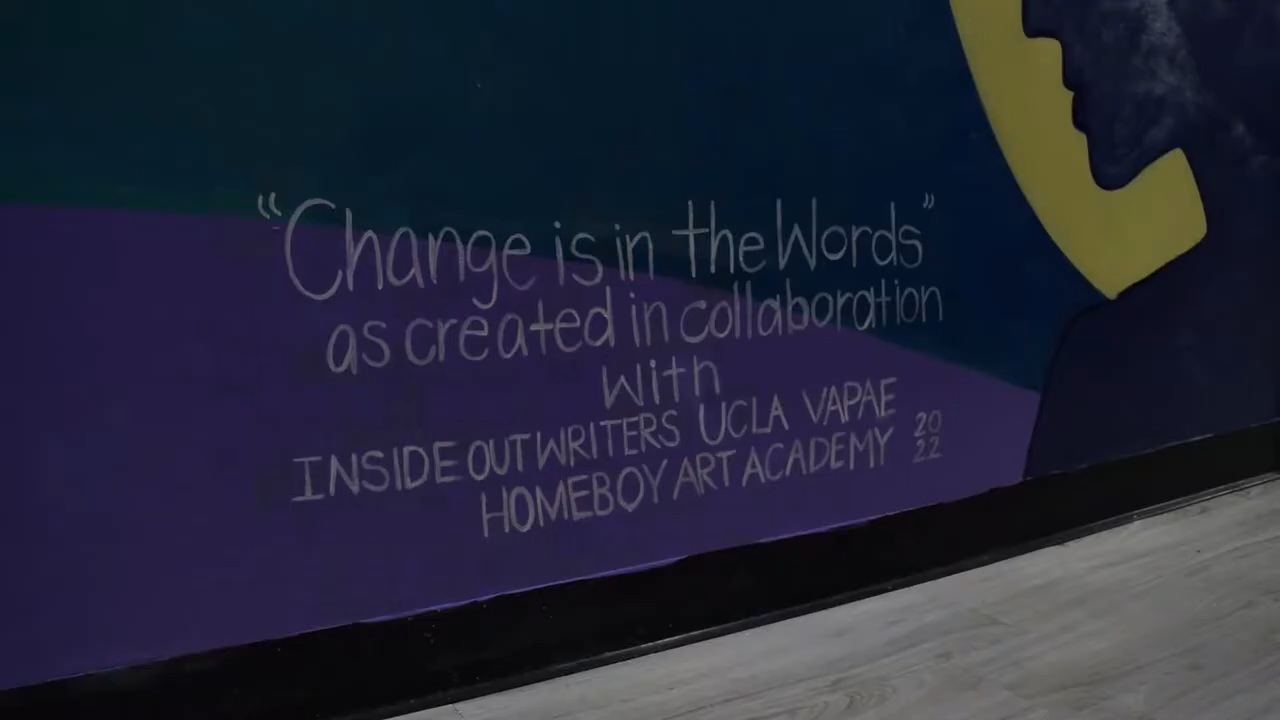 “Change is in the Words”
as created in collaboration
with
INSIDE OUT WRITERS UCLA VAPAE
HOMEBOY ART ACADEMY
20
22